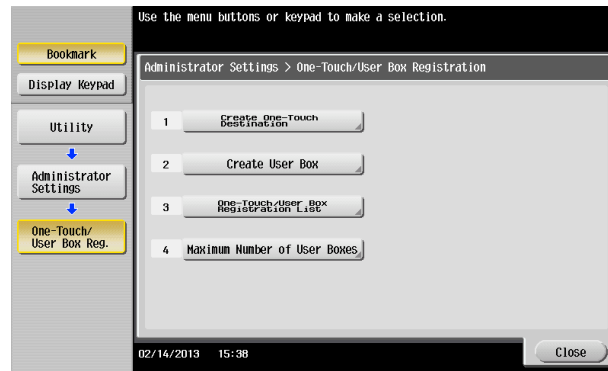 Use the menu buttons or keypad to make a selection.
Bookmark
Display Keypad
Utility
Administrator
Settings
One-Touch/
User Box Reg.
Administrator Settings > One-Touch/User Box Registration
1 Create One-Touch
Destination
2 Create User Box
3 One-Touch/User Box
Registration List
4 Maximum Number of User Boxes
02/14/2013 15:38
Close